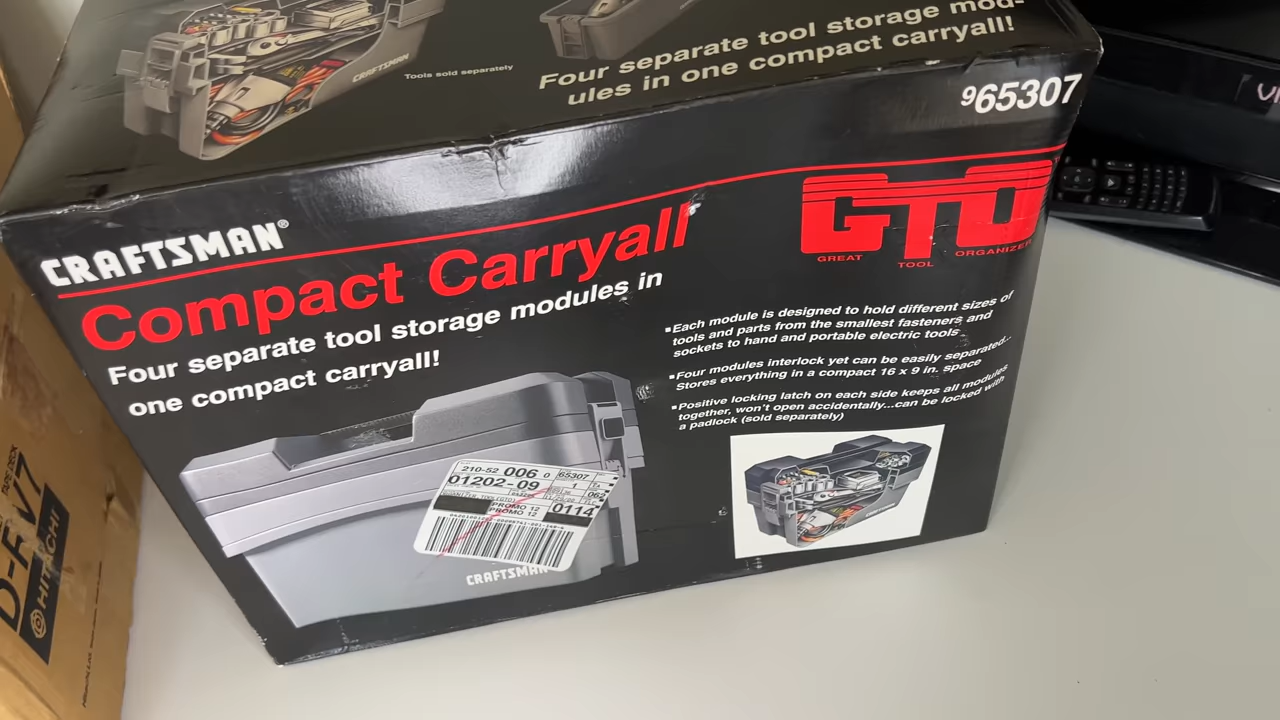 CRAFTSMAN
Tools sold separately
Four separate tool storage mod-
ules in one compact carryall!
965307
CRAFTSMAN®
Compact Carryall
Four separate tool storage modules in
one compact carryall!
GTO
GREAT TOOL ORGANIZER
▪Each module is designed to hold different sizes of
tools and parts from the smallest fasteners and
sockets to hand and portable electric tools
▪Four modules interlock yet can be easily separated...
Stores everything in a compact 16 x 9 in. space
▪Positive locking latch on each side keeps all modules
together, won't open accidentally...can be locked with
a padlock (sold separately)
210-52 006 0 65307
01202-09
PROMO 12
PROMO 12
0114
CRAFTSMAN
TAPE DECK
D-RV7
HITACHI